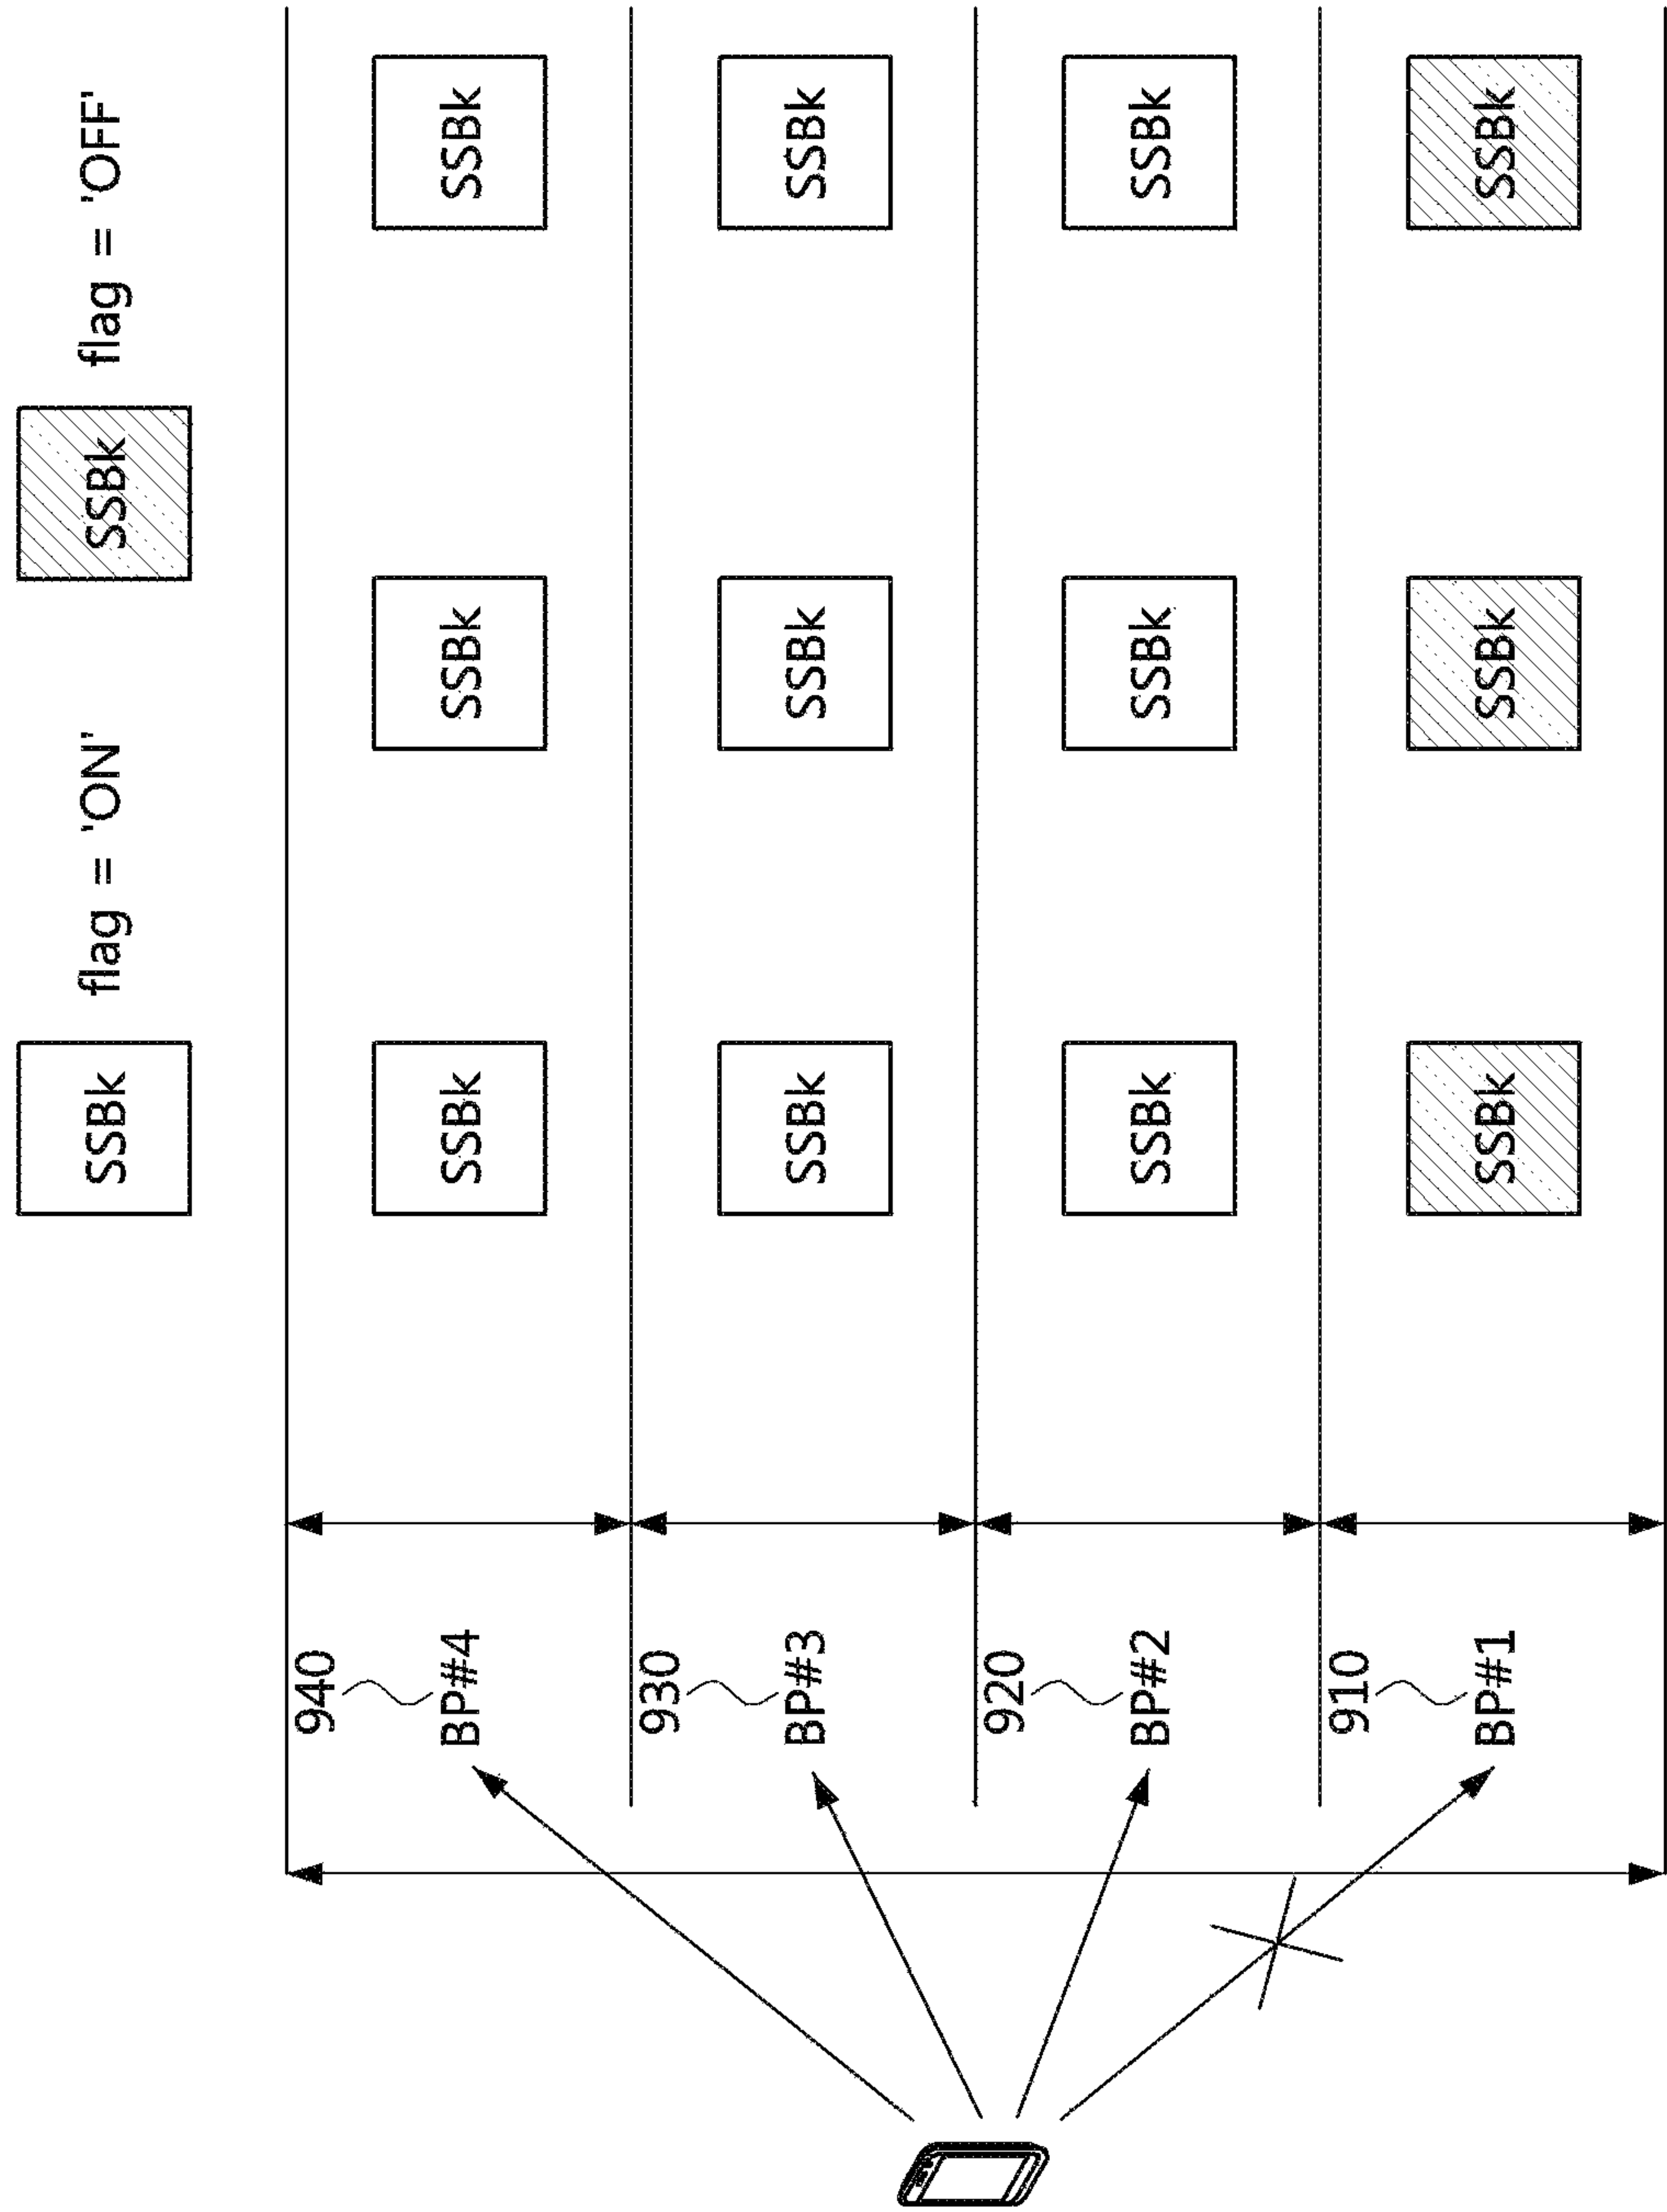 SSBk flag = 'ON' SSBk flag = 'OFF'
940
BP#4 SSBk SSBk SSBk
930
BP#3 SSBk SSBk SSBk
920
BP#2 SSBk SSBk SSBk
910
BP#1 SSBk SSBk SSBk